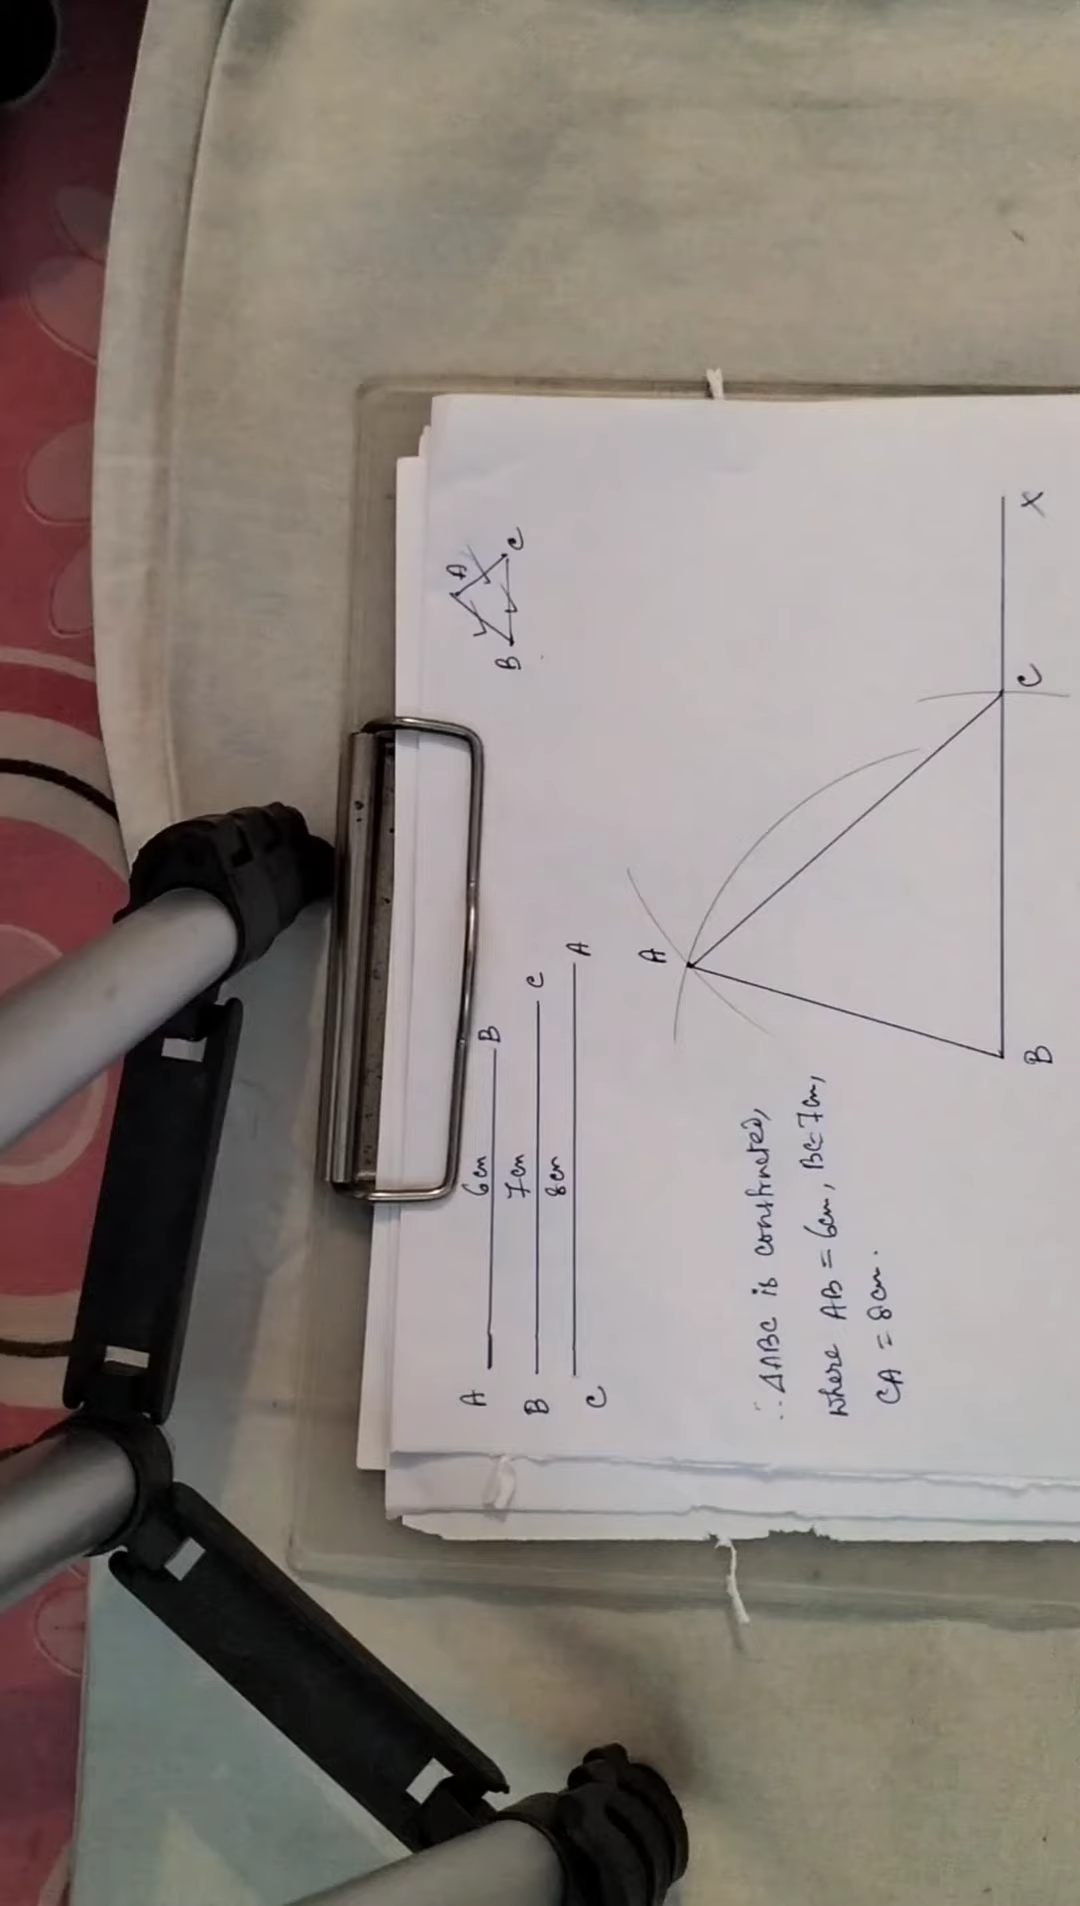 A 6cm B
B 7cm C
C 8cm A
A
B C
A
B C X
∴ ΔABC is constructed,
where AB = 6cm, BC = 7cm,
CA = 8cm.